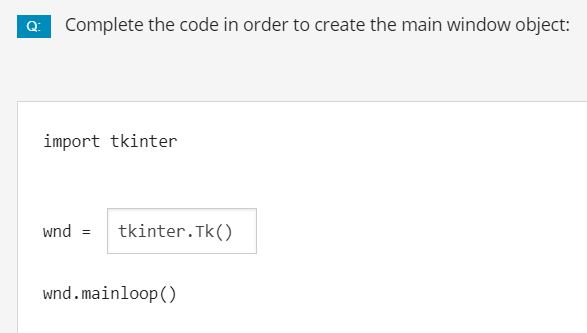 Q: Complete the code in order to create the main window object:
import tkinter
wnd = tkinter.Tk()
wnd.mainloop()